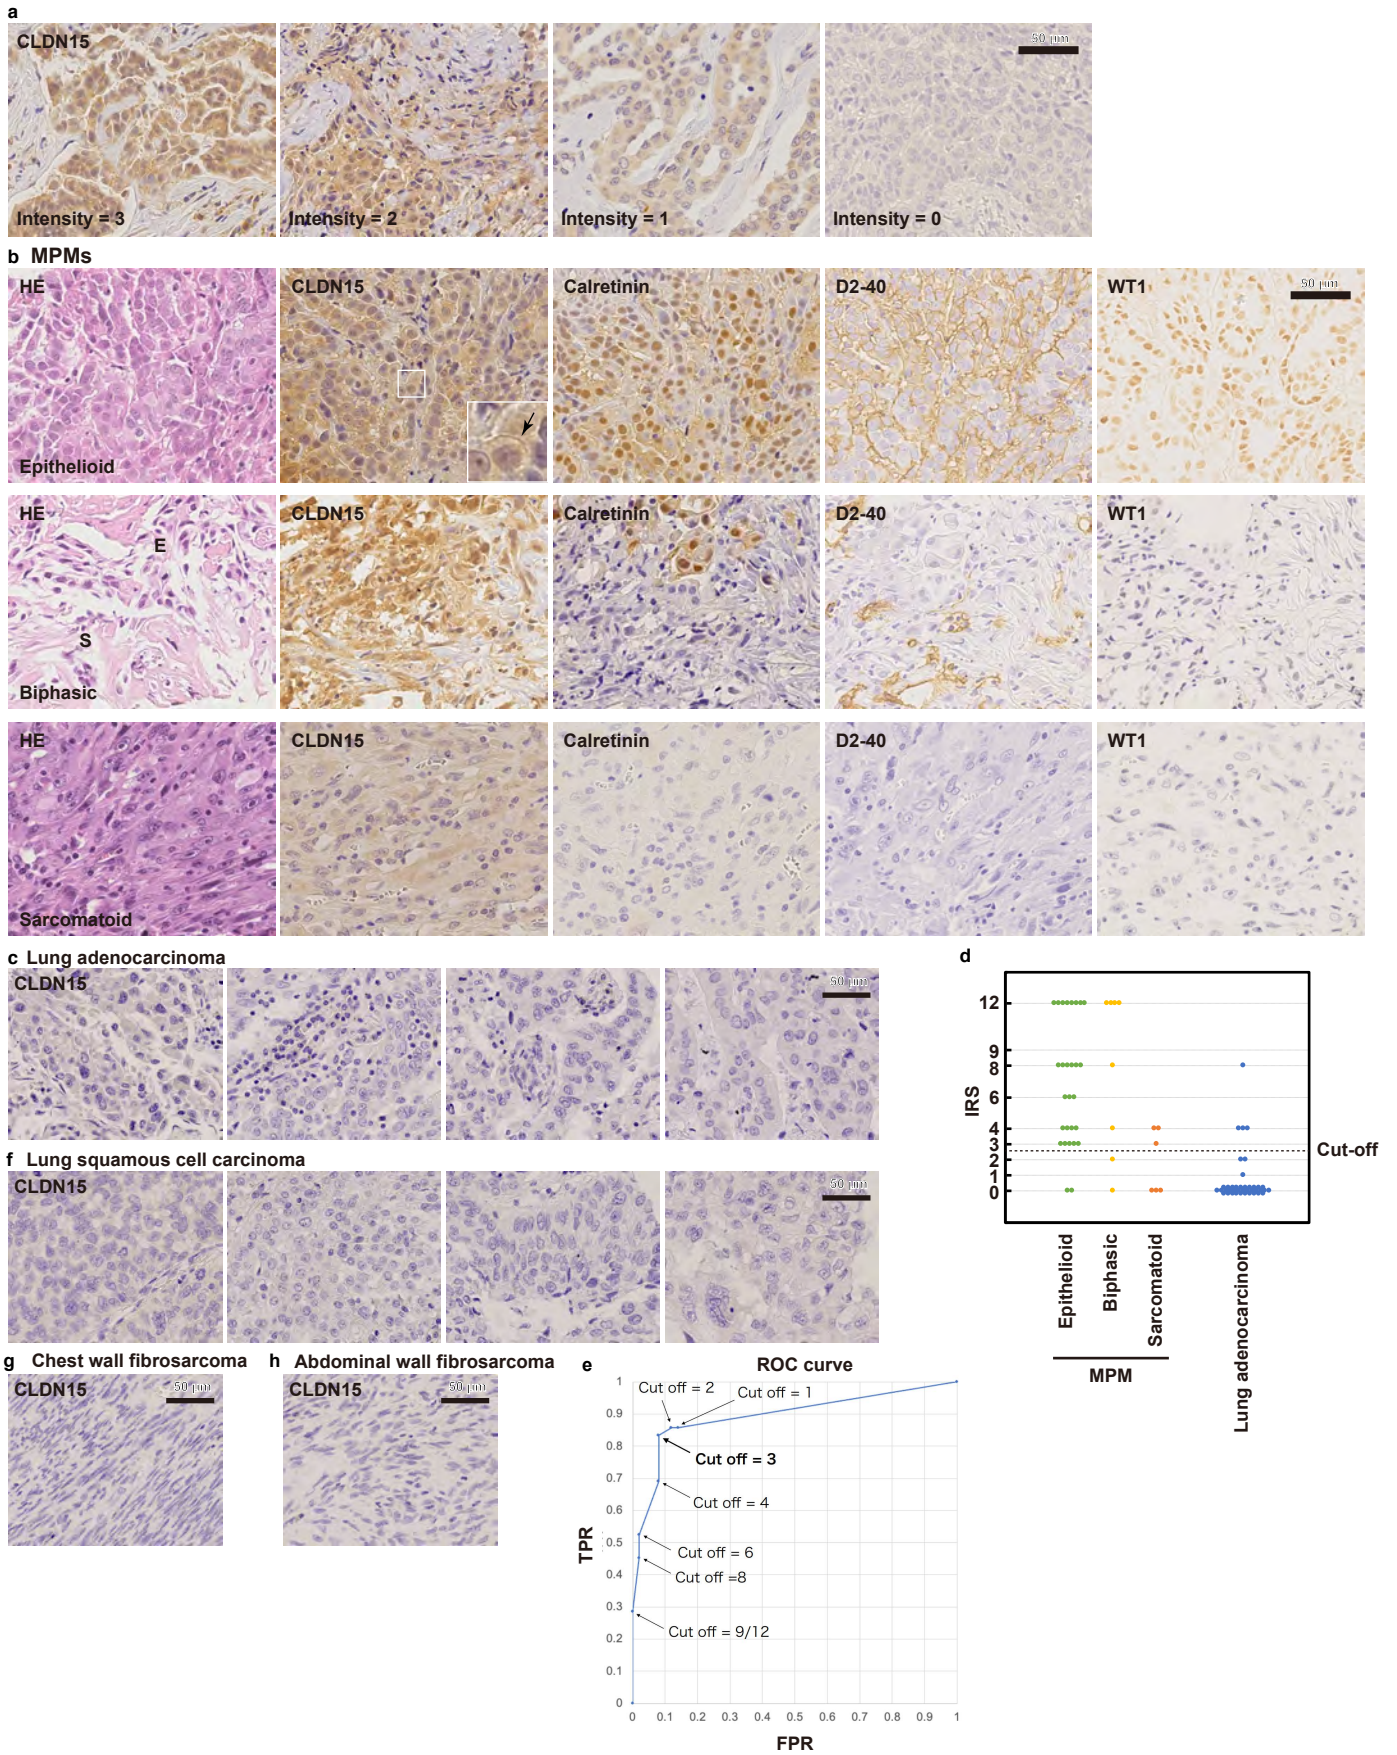 a
CLDN15
50 µm
Intensity = 3
Intensity = 2
Intensity = 1
Intensity = 0
b MPMs
HE
CLDN15
Calretinin
D2-40
WT1
50 µm
Epithelioid
HE
CLDN15
Calretinin
D2-40
WT1
E
S
Biphasic
HE
CLDN15
Calretinin
D2-40
WT1
Sarcomatoid
c Lung adenocarcinoma
CLDN15
50 µm
d
12
9
8
6
4
3
2
1
0
IRS
Cut-off
Epithelioid
Biphasic
Sarcomatoid
MPM
Lung adenocarcinoma
f Lung squamous cell carcinoma
CLDN15
50 µm
g Chest wall fibrosarcoma
CLDN15
50 µm
h Abdominal wall fibrosarcoma
CLDN15
50 µm
e
ROC curve
1
0.9
0.8
0.7
0.6
0.5
0.4
0.3
0.2
0.1
0
TPR
Cut off = 2
Cut off = 1
Cut off = 3
Cut off = 4
Cut off = 6
Cut off =8
Cut off = 9/12
0 0.1 0.2 0.3 0.4 0.5 0.6 0.7 0.8 0.9 1
FPR